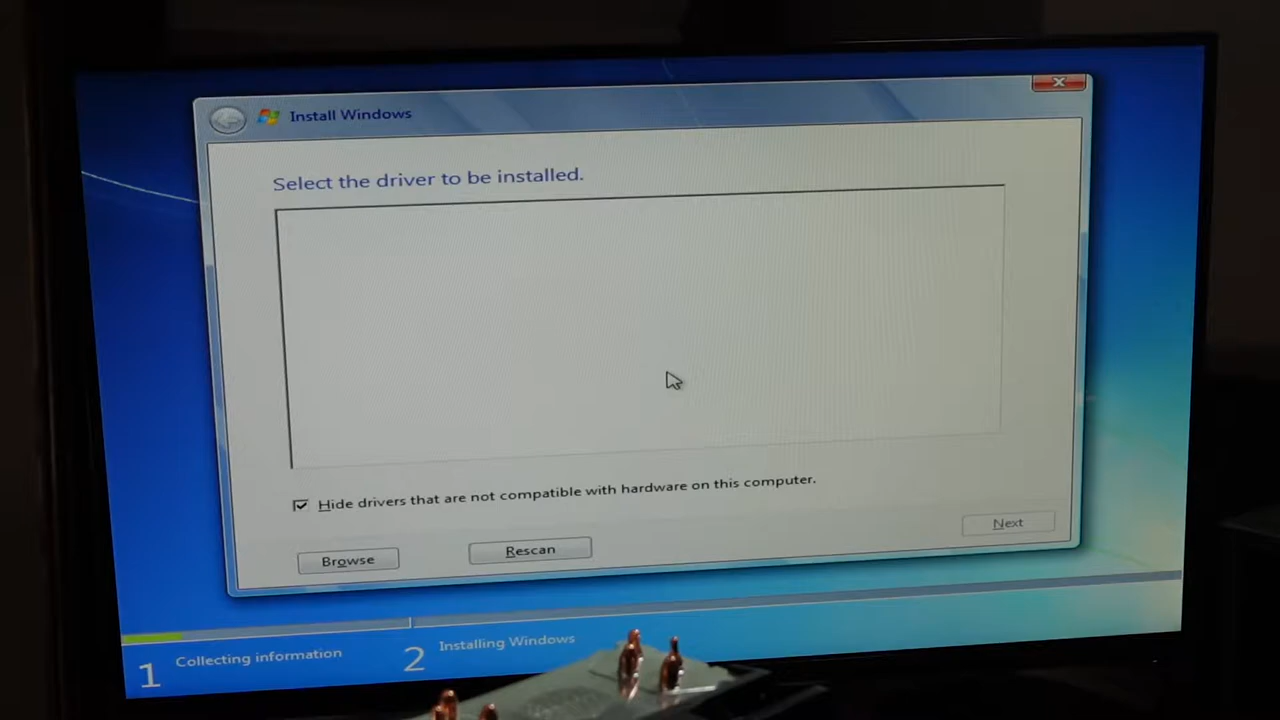 Install Windows
Select the driver to be installed.
Hide drivers that are not compatible with hardware on this computer.
Browse
Rescan
Next
1 Collecting information
2 Installing Windows